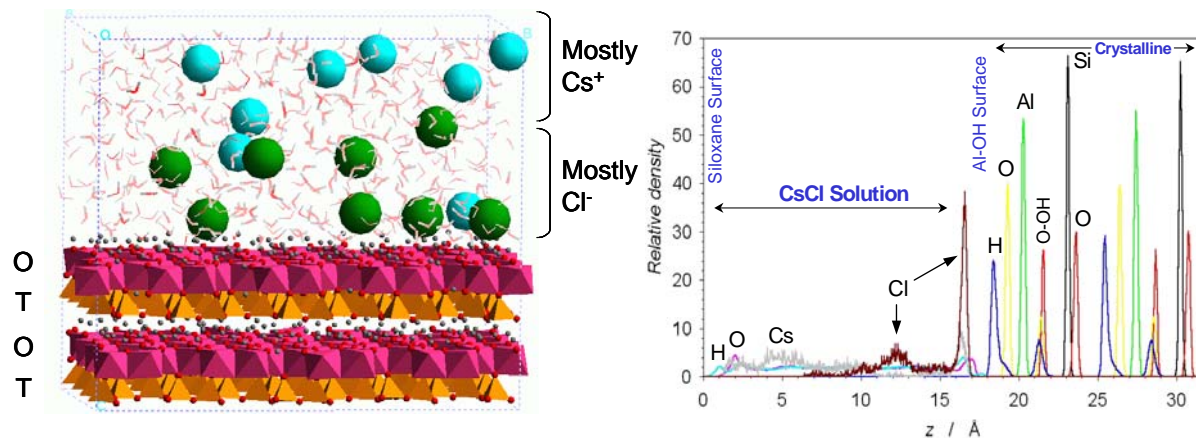 O
B
C
Mostly
Cs+
Mostly
Cl-
O
T
O
T
Relative density
70
60
50
40
30
20
10
0
0
5
10
15
20
25
30
z / Å
Siloxane Surface
CsCl Solution
Al-OH Surface
Crystalline
H
O
Cs
Cl
H
O
Al
O-OH
Si
O